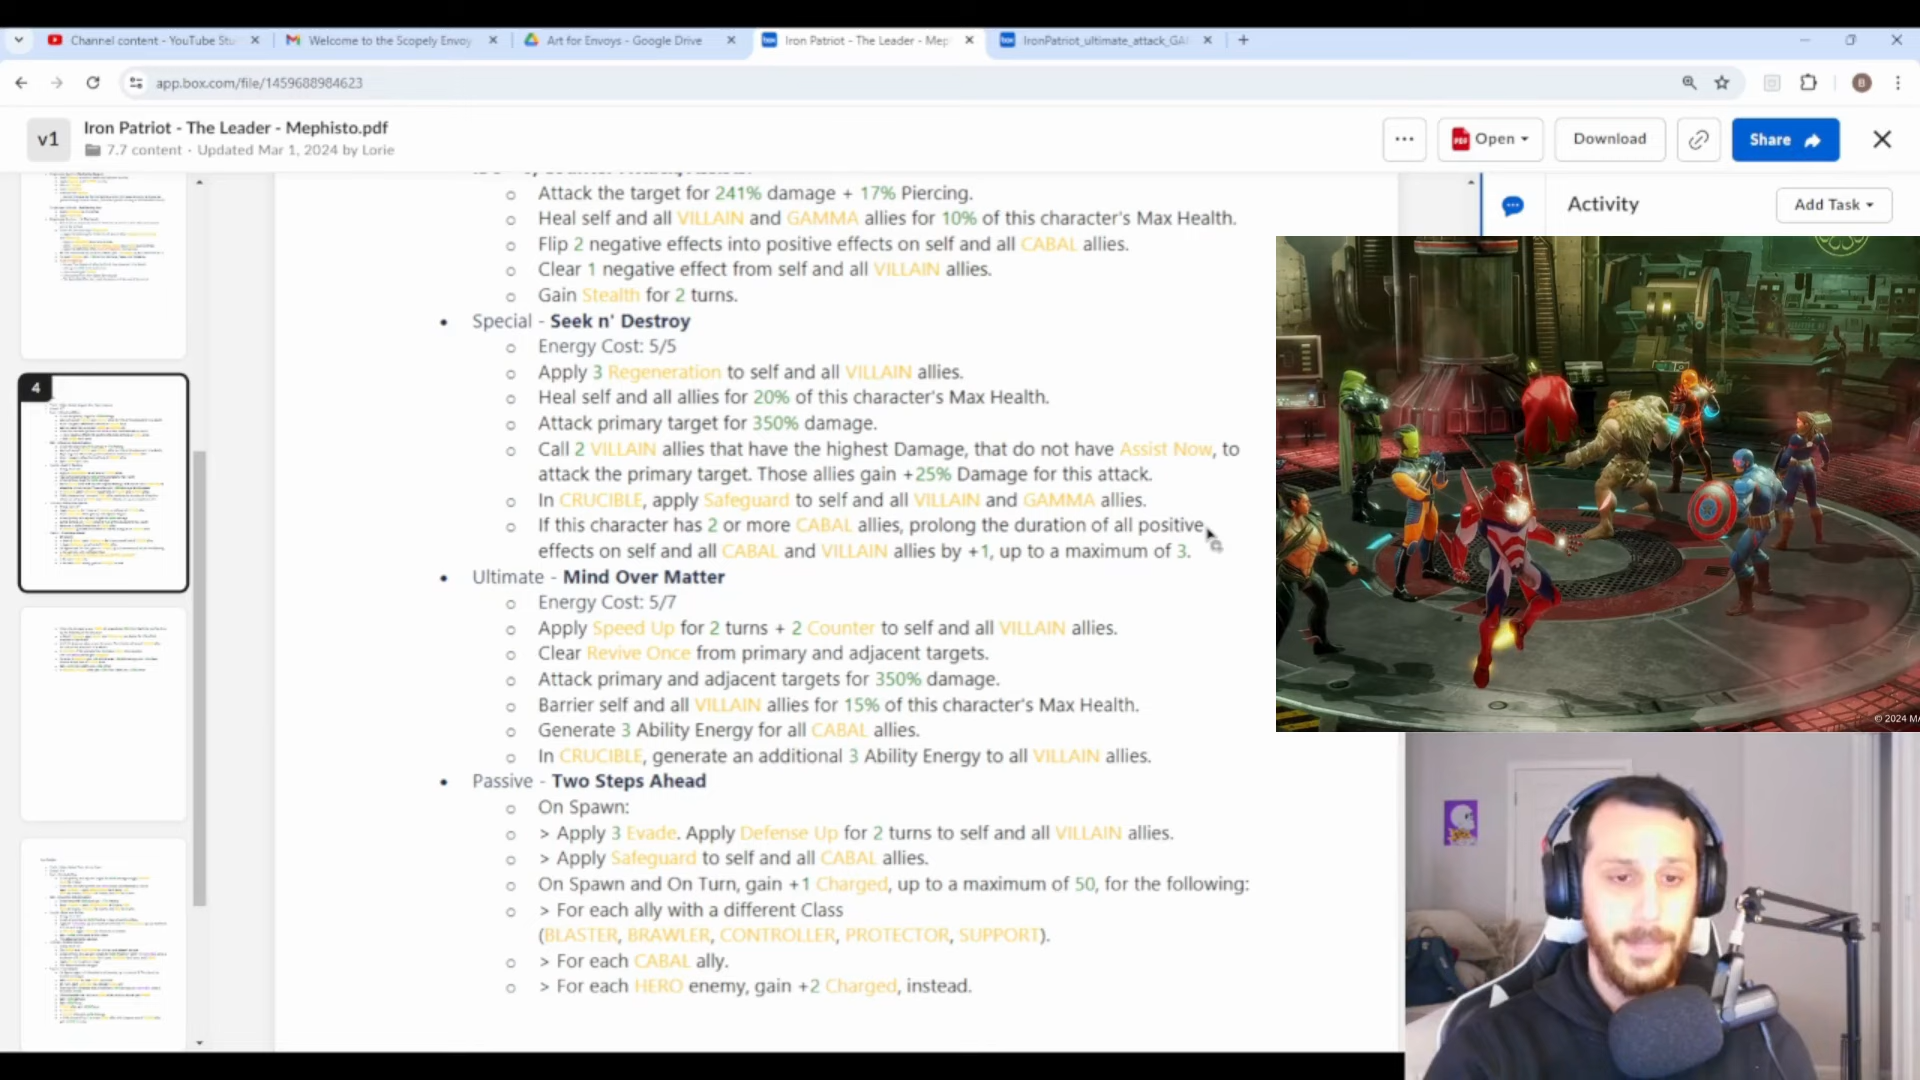 Channel content - YouTube Stu
Welcome to the Scopely Envoy
Art for Envoys - Google Drive
Iron Patriot - The Leader - Mep
IronPatriot_ultimate_attack_GA
app.box.com/file/1459688984623
B
v1
Iron Patriot - The Leader - Mephisto.pdf
7.7 content · Updated Mar 1, 2024 by Lorie
Open
Download
Share
Activity
Add Task
4
Attack the target for 241% damage + 17% Piercing.
Heal self and all VILLAIN and GAMMA allies for 10% of this character's Max Health.
Flip 2 negative effects into positive effects on self and all CABAL allies.
Clear 1 negative effect from self and all VILLAIN allies.
Gain Stealth for 2 turns.
Special - Seek n' Destroy
Energy Cost: 5/5
Apply 3 Regeneration to self and all VILLAIN allies.
Heal self and all allies for 20% of this character's Max Health.
Attack primary target for 350% damage.
Call 2 VILLAIN allies that have the highest Damage, that do not have Assist Now, to
attack the primary target. Those allies gain +25% Damage for this attack.
In CRUCIBLE, apply Safeguard to self and all VILLAIN and GAMMA allies.
If this character has 2 or more CABAL allies, prolong the duration of all positive
effects on self and all CABAL and VILLAIN allies by +1, up to a maximum of 3.
Ultimate - Mind Over Matter
Energy Cost: 5/7
Apply Speed Up for 2 turns + 2 Counter to self and all VILLAIN allies.
Clear Revive Once from primary and adjacent targets.
Attack primary and adjacent targets for 350% damage.
Barrier self and all VILLAIN allies for 15% of this character's Max Health.
Generate 3 Ability Energy for all CABAL allies.
In CRUCIBLE, generate an additional 3 Ability Energy to all VILLAIN allies.
Passive - Two Steps Ahead
On Spawn:
> Apply 3 Evade. Apply Defense Up for 2 turns to self and all VILLAIN allies.
> Apply Safeguard to self and all CABAL allies.
On Spawn and On Turn, gain +1 Charged, up to a maximum of 50, for the following:
> For each ally with a different Class
(BLASTER, BRAWLER, CONTROLLER, PROTECTOR, SUPPORT).
> For each CABAL ally.
> For each HERO enemy, gain +2 Charged, instead.
© 2024 MA